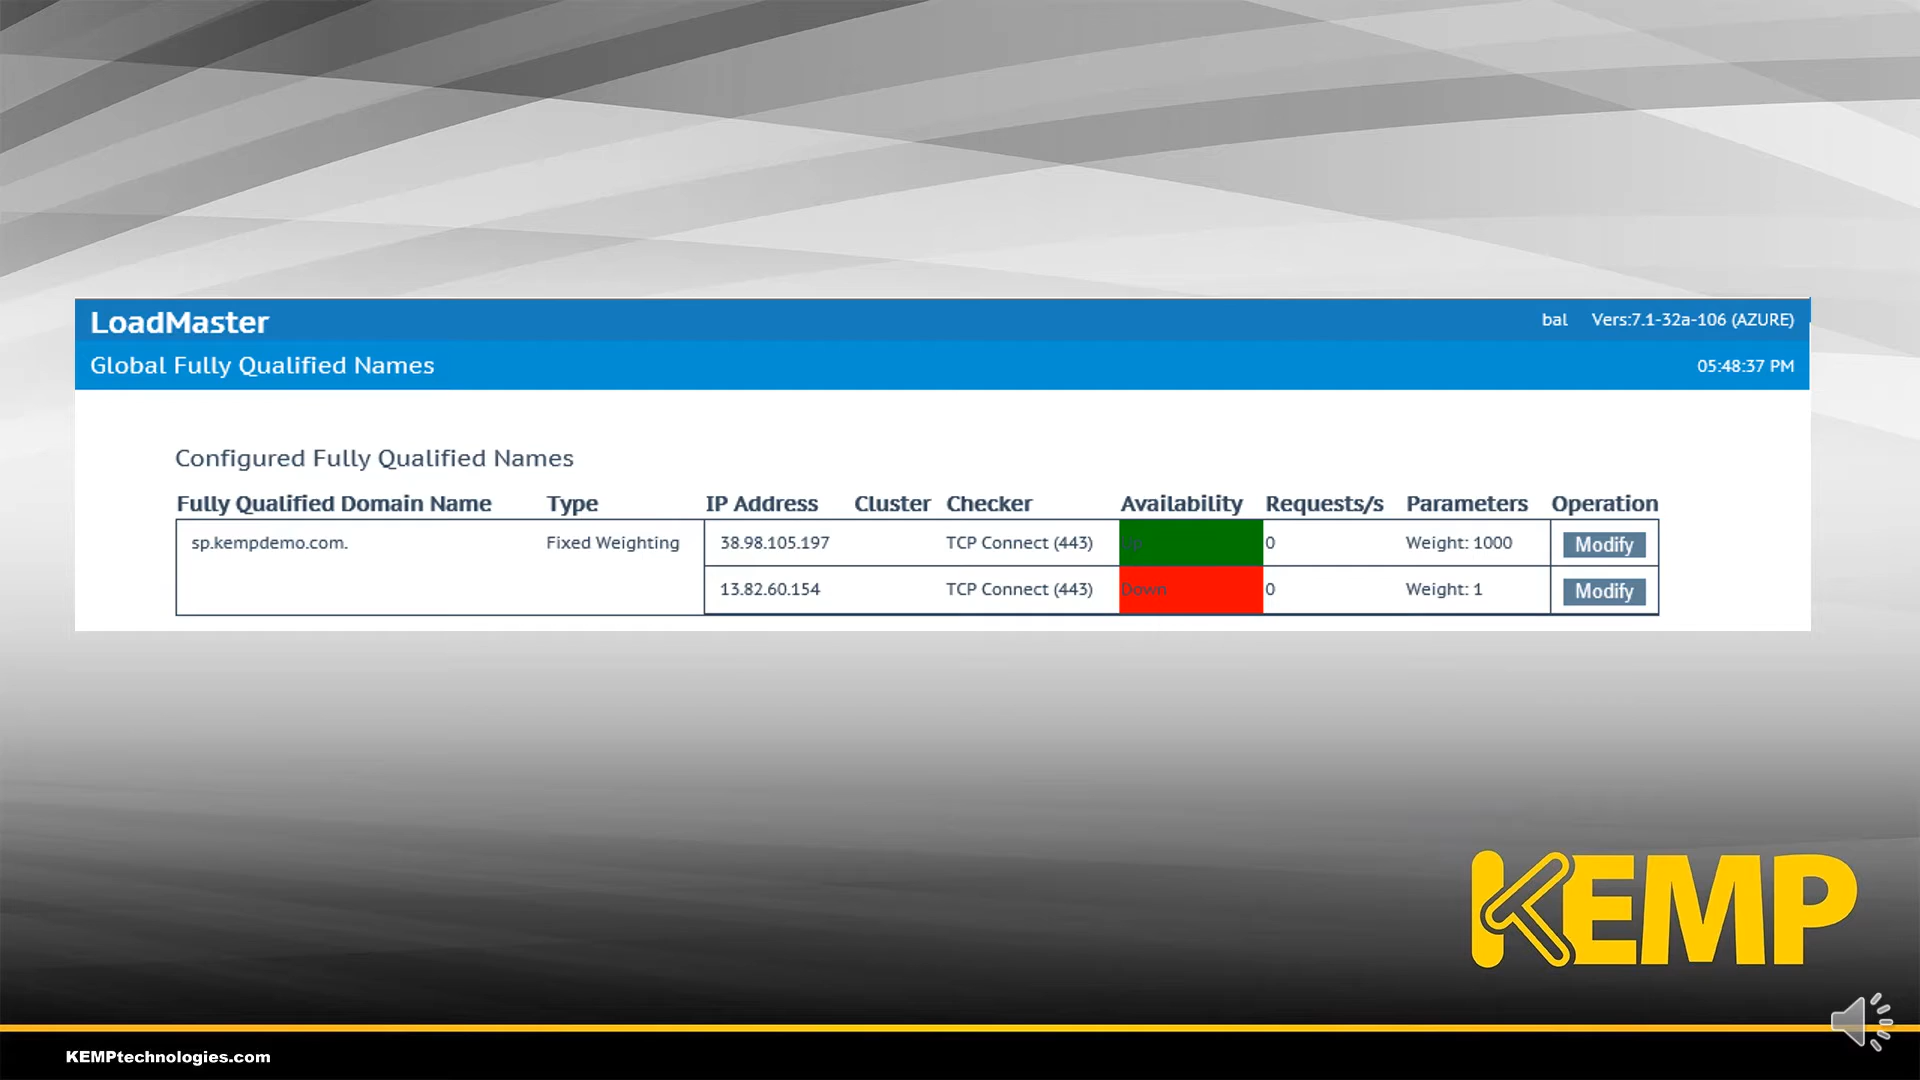 LoadMaster
bal Vers:7.1-32a-106 (AZURE)
Global Fully Qualified Names
05:48:37 PM
Configured Fully Qualified Names
Fully Qualified Domain Name Type IP Address Cluster Checker Availability Requests/s Parameters Operation
sp.kempdemo.com. Fixed Weighting 38.98.105.197 TCP Connect (443) Up 0 Weight: 1000 Modify
13.82.60.154 TCP Connect (443) Down 0 Weight: 1 Modify
KEMP
KEMPtechnologies.com